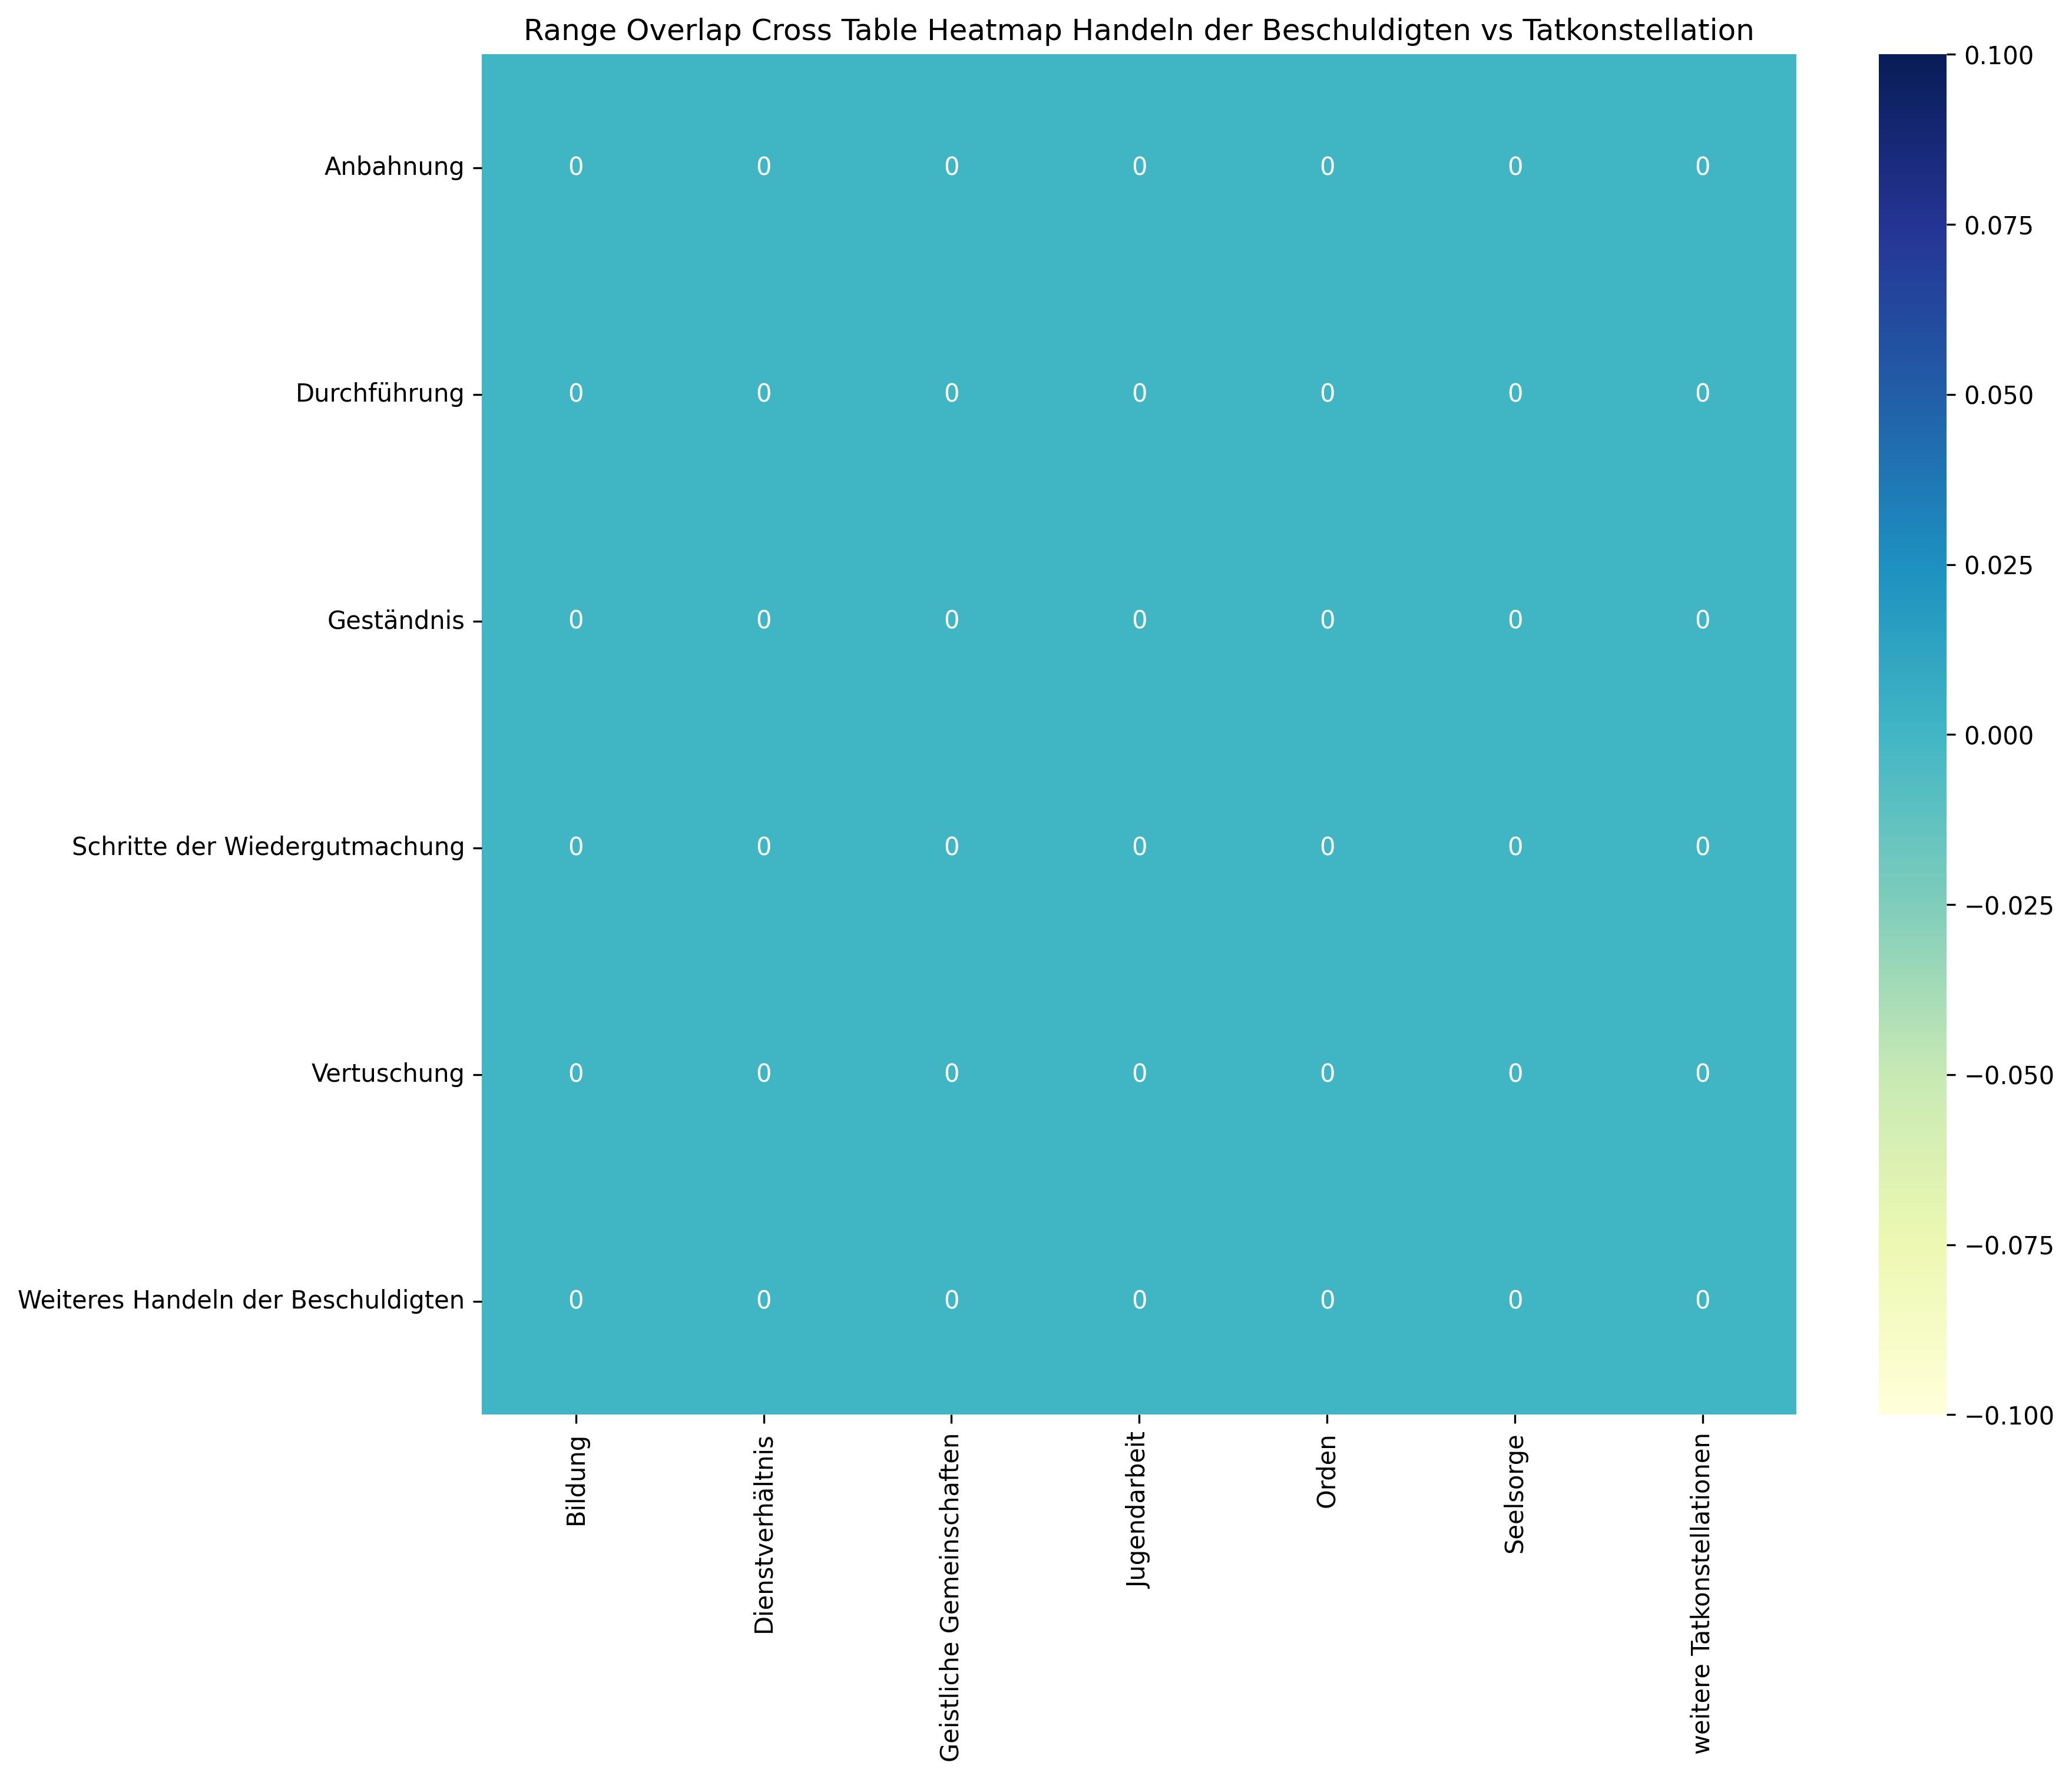 Range Overlap Cross Table Heatmap Handeln der Beschuldigten vs Tatkonstellation
Anbahnung 0 0 0 0 0 0 0
Durchführung 0 0 0 0 0 0 0
Geständnis 0 0 0 0 0 0 0
Schritte der Wiedergutmachung 0 0 0 0 0 0 0
Vertuschung 0 0 0 0 0 0 0
Weiteres Handeln der Beschuldigten 0 0 0 0 0 0 0
Bildung
Dienstverhältnis
Geistliche Gemeinschaften
Jugendarbeit
Orden
Seelsorge
weitere Tatkonstellationen
0.100
0.075
0.050
0.025
0.000
−0.025
−0.050
−0.075
−0.100